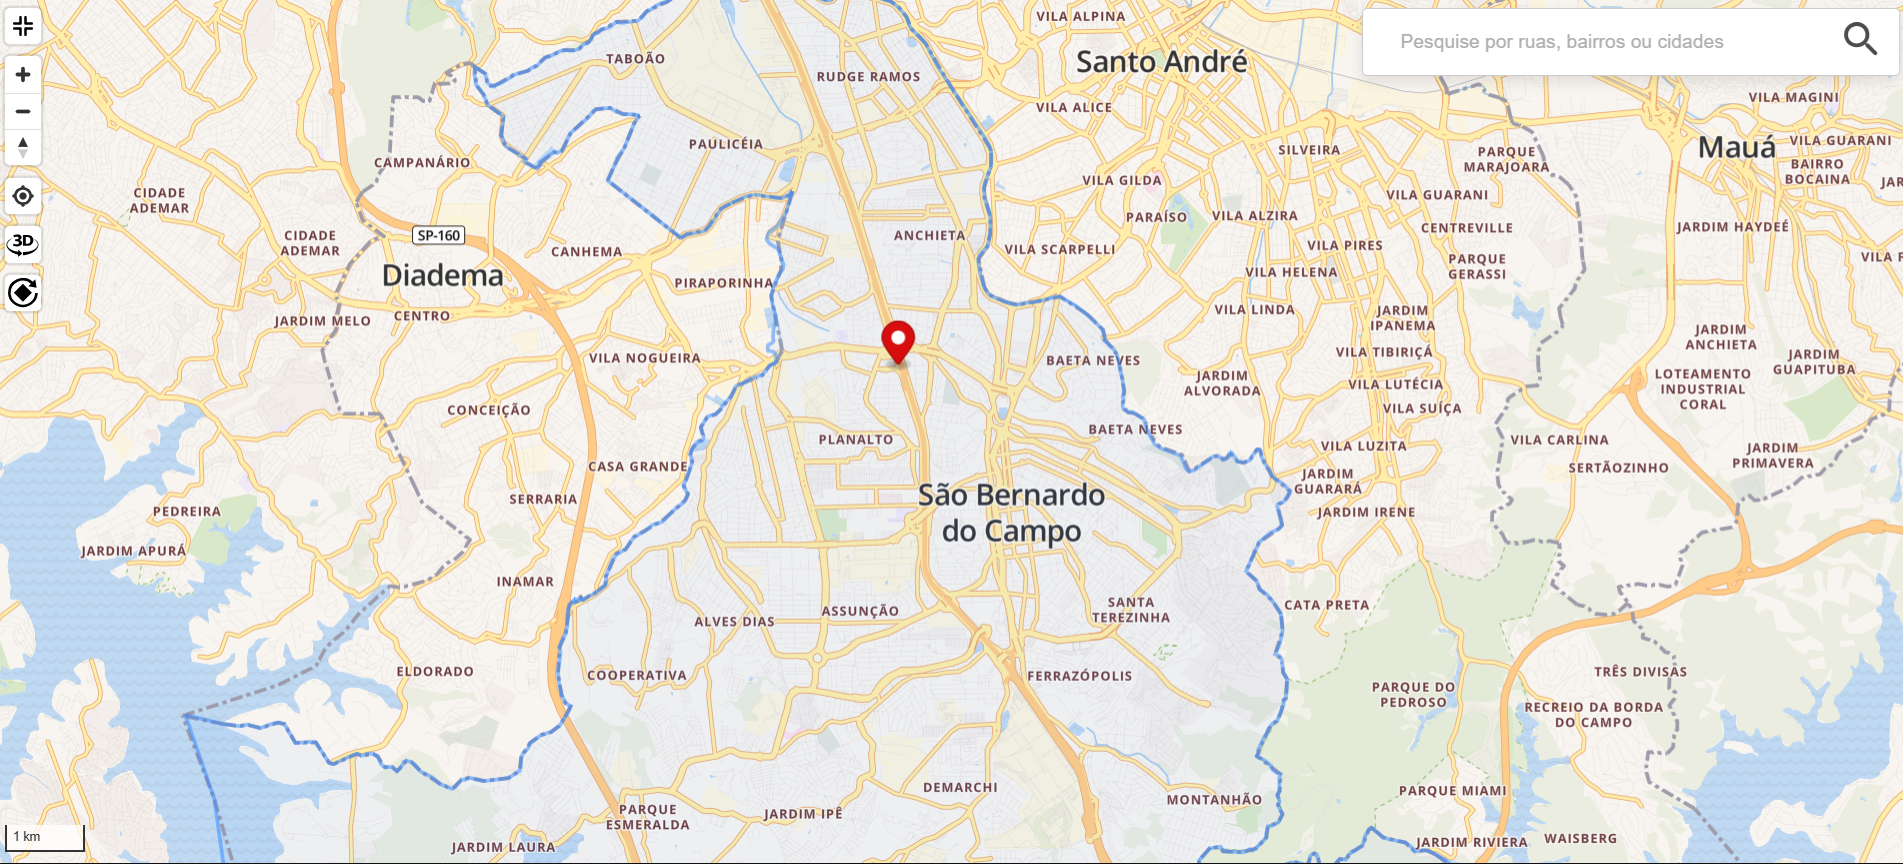 VILA ALPINA
Pesquise por ruas, bairros ou cidades
TABOÃO
Santo André
RUDGE RAMOS
VILA MAGINI
VILA ALICE
PAULICÉIA
VILA GUARANI
Mauá
SILVEIRA
PARQUE
MARAJOARA
CAMPANÁRIO
BAIRRO
BOCAINA
VILA GILDA
JAR
CIDADE
ADEMAR
VILA GUARANI
PARAÍSO
VILA ALZIRA
CENTREVILLE
JARDIM HAYDEÉ
SP-160
CIDADE
ADEMAR
ANCHIETA
3D
CANHEMA
VILA SCARPELLI
VILA PIRES
VILA F
PARQUE
GERASSI
Diadema
PIRAPORINHA
VILA HELENA
CENTRO
JARDIM MELO
VILA LINDA
JARDIM
IPANEMA
JARDIM
ANCHIETA
VILA NOGUEIRA
BAETA NEVES
VILA TIBIRIÇÁ
JARDIM
GUAPITUBA
JARDIM
ALVORADA
VILA LUTÉCIA
LOTEAMENTO
INDUSTRIAL
CORAL
CONCEIÇÃO
VILA SUÍÇA
PLANALTO
BAETA NEVES
VILA LUZITA
VILA CARLINA
JARDIM
PRIMAVERA
CASA GRANDE
SERTÃOZINHO
JARDIM
GUARARÁ
SERRARIA
São Bernardo
do Campo
PEDREIRA
JARDIM IRENE
JARDIM APURÁ
INAMAR
SANTA
TEREZINHA
CATA PRETA
ASSUNÇÃO
ALVES DIAS
ELDORADO
COOPERATIVA
FERRAZÓPOLIS
TRÊS DIVISAS
PARQUE DO
PEDROSO
RECREIO DA BORDA
DO CAMPO
DEMARCHI
PARQUE MIAMI
MONTANHÃO
PARQUE
ESMERALDA
JARDIM IPÊ
1 km
JARDIM LAURA
JARDIM RIVIERA
WAISBERG